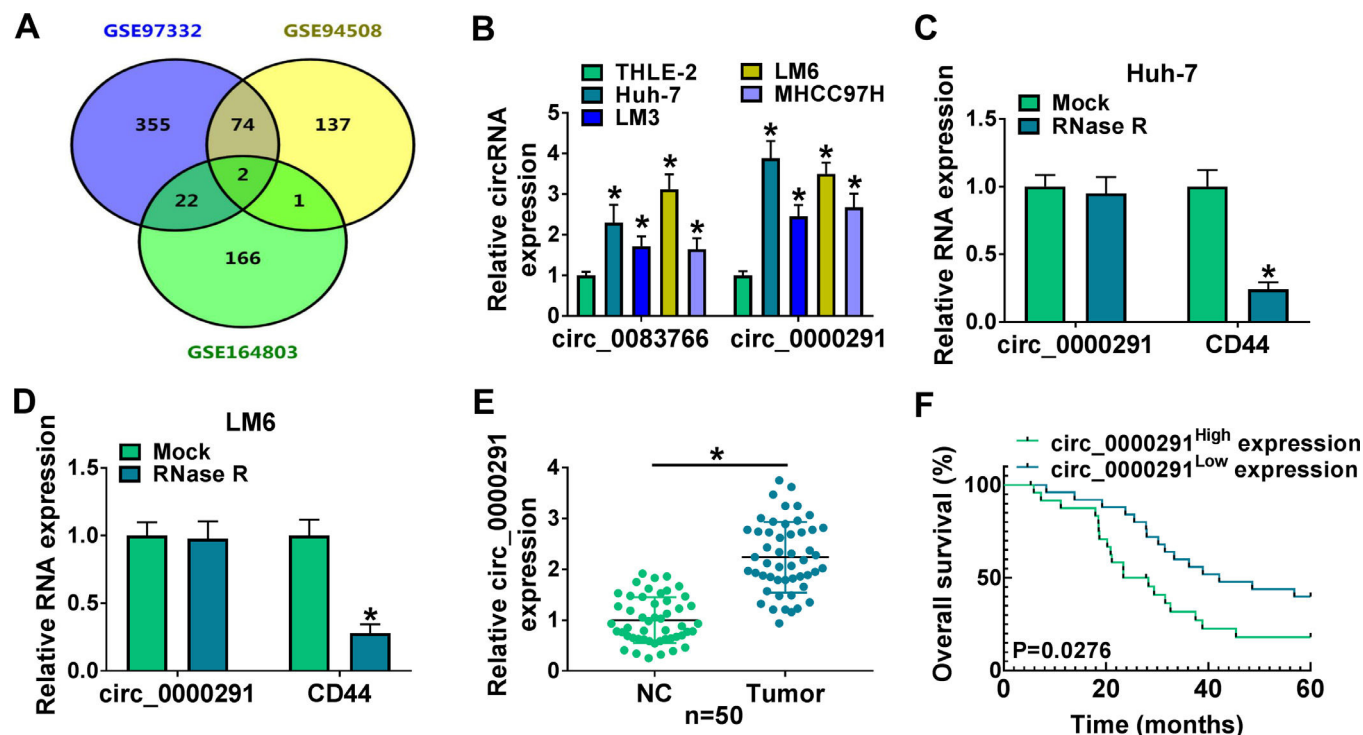 A
GSE97332
GSE94508
355
74
137
2
22
1
166
GSE164803
B
THLE-2
Huh-7
LM3
LM6
MHCC97H
Relative circRNA
expression
5
4
3
2
1
0
* * * * * * * *
circ_0083766
circ_0000291
C
Huh-7
Mock
RNase R
Relative RNA expression
1.5
1.0
0.5
0.0
*
circ_0000291
CD44
D
LM6
Mock
RNase R
Relative RNA expression
1.5
1.0
0.5
0.0
*
circ_0000291
CD44
E
Relative circ_0000291
expression
4
3
2
1
0
*
NC
Tumor
n=50
F
circ_0000291High expression
circ_0000291Low expression
Overall survival (%)
100
50
0
P=0.0276
0
20
40
60
Time (months)